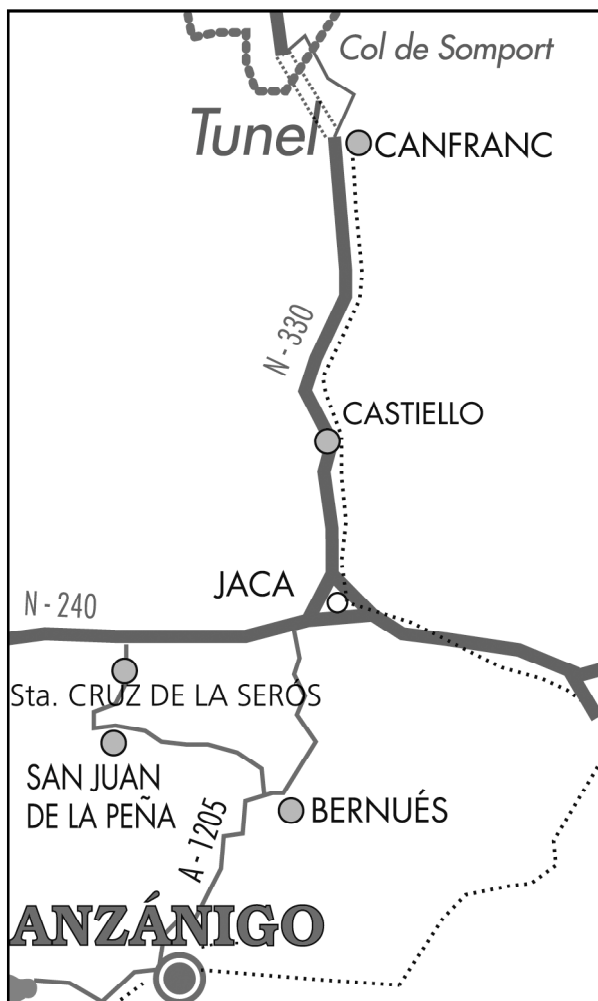 Col de Somport
Tunel
CANFRANC
N - 330
CASTIELLO
JACA
N - 240
Sta. CRUZ DE LA SERÓS
SAN JUAN
DE LA PEÑA
BERNUÉS
A - 1205
ANZÁNIGO